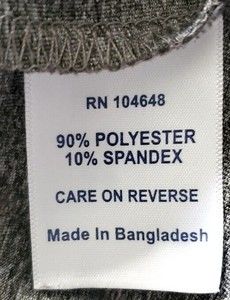 RN 104648
90% POLYESTER
10% SPANDEX
CARE ON REVERSE
Made In Bangladesh